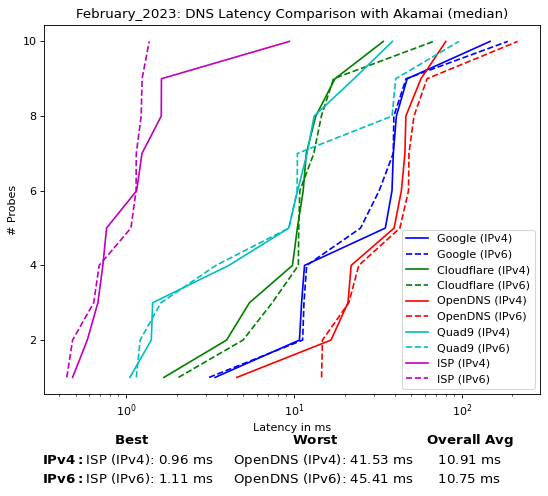 February_2023: DNS Latency Comparison with Akamai (median)
10
8
6
4
2
# Probes
Google (IPv4)
Google (IPv6)
Cloudflare (IPv4)
Cloudflare (IPv6)
OpenDNS (IPv4)
OpenDNS (IPv6)
Quad9 (IPv4)
Quad9 (IPv6)
ISP (IPv4)
ISP (IPv6)
10⁰ 10¹ 10²
Latency in ms
Best Worst Overall Avg
IPv4: ISP (IPv4): 0.96 ms OpenDNS (IPv4): 41.53 ms 10.91 ms
IPv6: ISP (IPv6): 1.11 ms OpenDNS (IPv6): 45.41 ms 10.75 ms